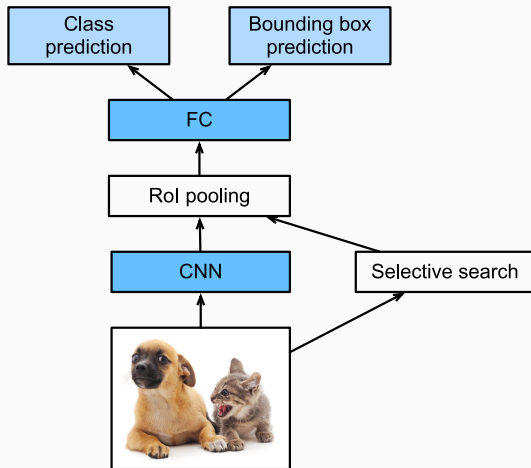 Class
prediction
Bounding box
prediction
FC
RoI pooling
CNN
Selective search